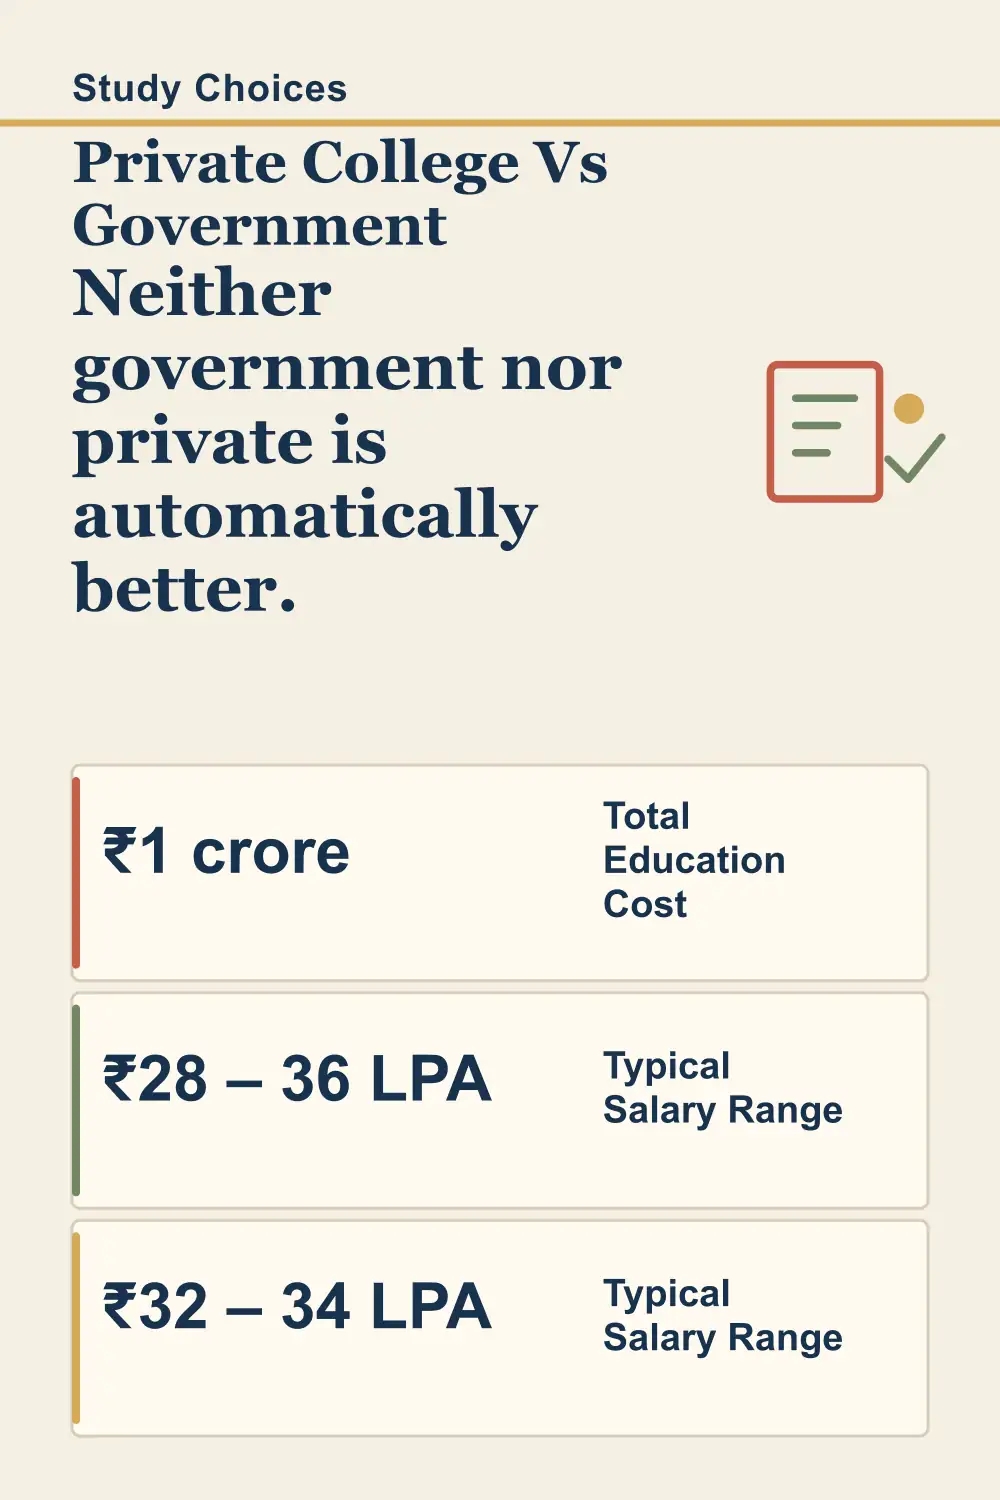 Study Choices
Private College Vs
Government
Neither
government nor
private is
automatically
better.
₹1 crore
Total
Education
Cost
₹28 – 36 LPA
Typical
Salary Range
₹32 – 34 LPA
Typical
Salary Range